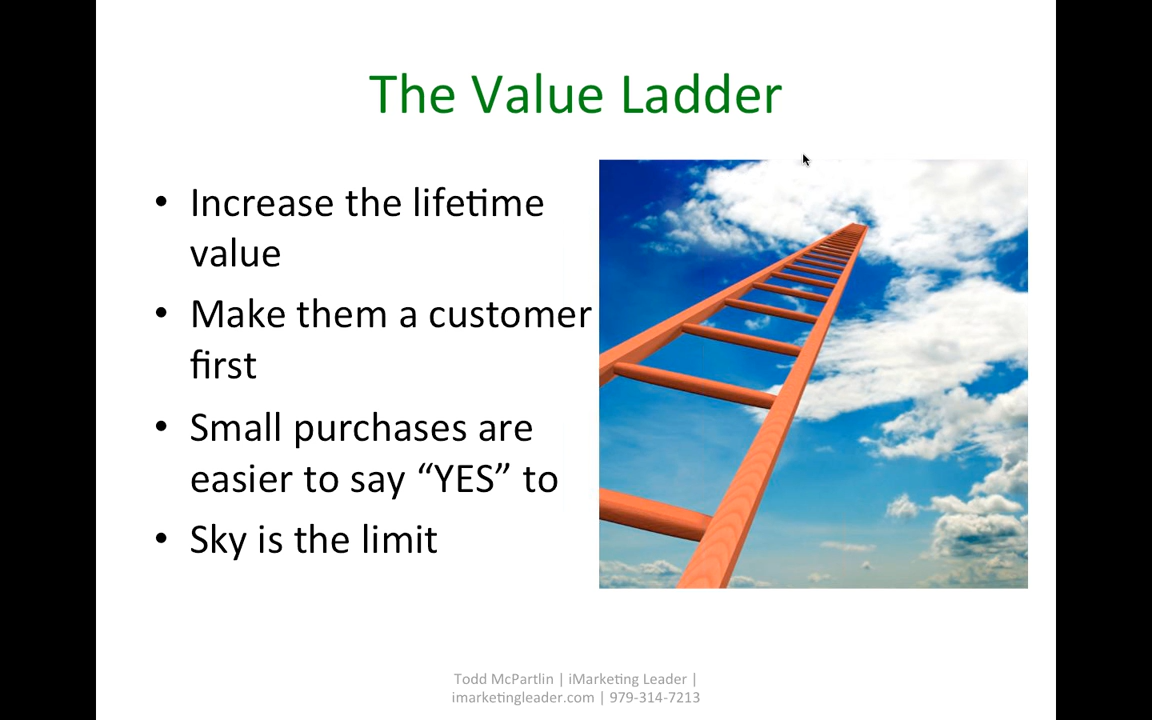 The Value Ladder
• Increase the lifetime
value
• Make them a customer
first
• Small purchases are
easier to say “YES” to
• Sky is the limit
Todd McPartlin | iMarketing Leader |
imarketingleader.com | 979-314-7213